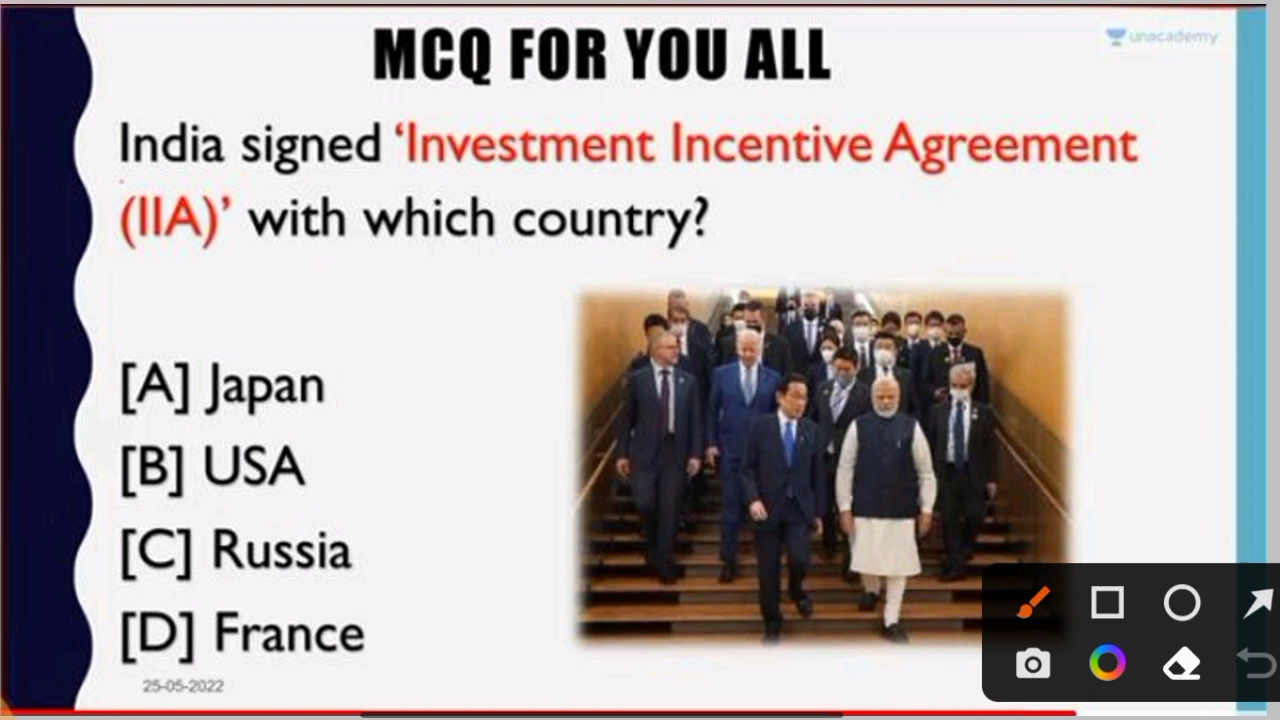 MCQ FOR YOU ALL
unacademy
India signed ‘Investment Incentive Agreement
(IIA)’ with which country?
[A] Japan
[B] USA
[C] Russia
[D] France
25-05-2022